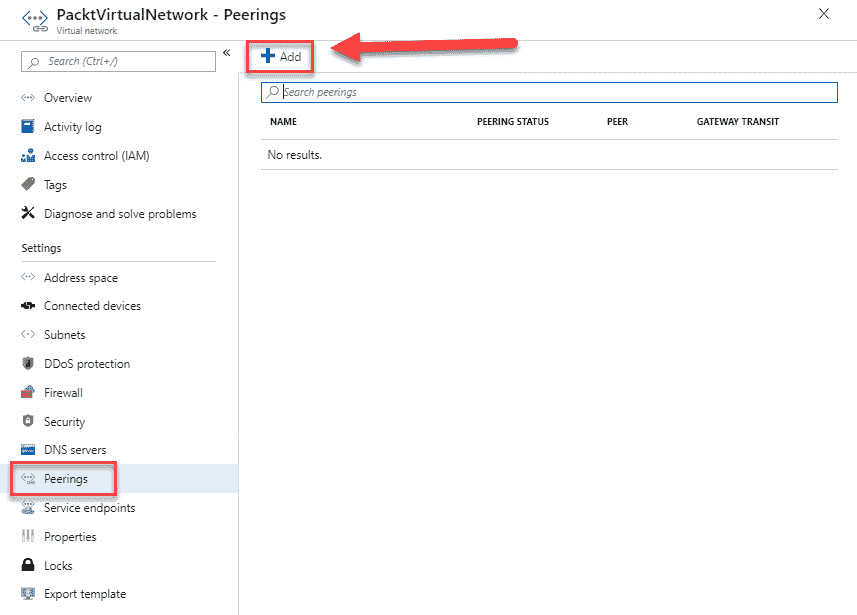 PacktVirtualNetwork - Peerings
Virtual network
Search (Ctrl+/)
«
Add
Overview
Activity log
Access control (IAM)
Tags
Diagnose and solve problems
Settings
Address space
Connected devices
Subnets
DDoS protection
Firewall
Security
DNS servers
Peerings
Service endpoints
Properties
Locks
Export template
Search peerings
NAME PEERING STATUS PEER GATEWAY TRANSIT
No results.